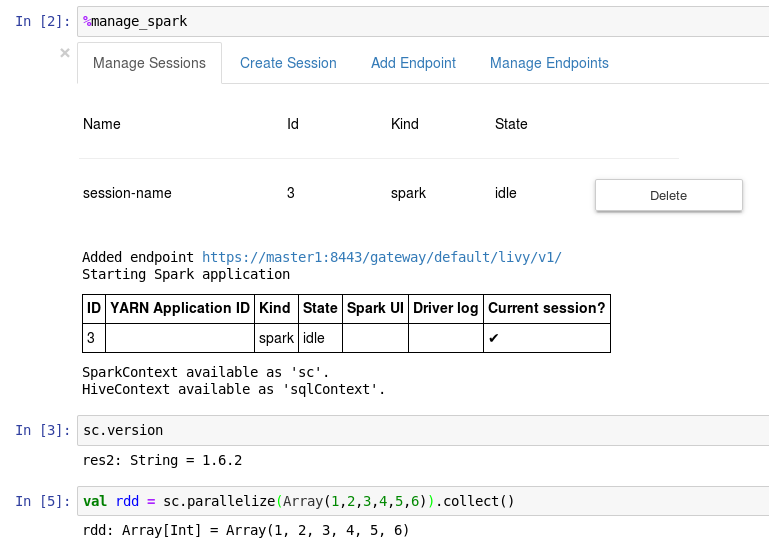 In [2]: %manage_spark
× Manage Sessions Create Session Add Endpoint Manage Endpoints
Name Id Kind State
session-name 3 spark idle Delete
Added endpoint https://master1:8443/gateway/default/livy/v1/
Starting Spark application
ID YARN Application ID Kind State Spark UI Driver log Current session?
3 spark idle ✔
SparkContext available as 'sc'.
HiveContext available as 'sqlContext'.
In [3]: sc.version
res2: String = 1.6.2
In [5]: val rdd = sc.parallelize(Array(1,2,3,4,5,6)).collect()
rdd: Array[Int] = Array(1, 2, 3, 4, 5, 6)